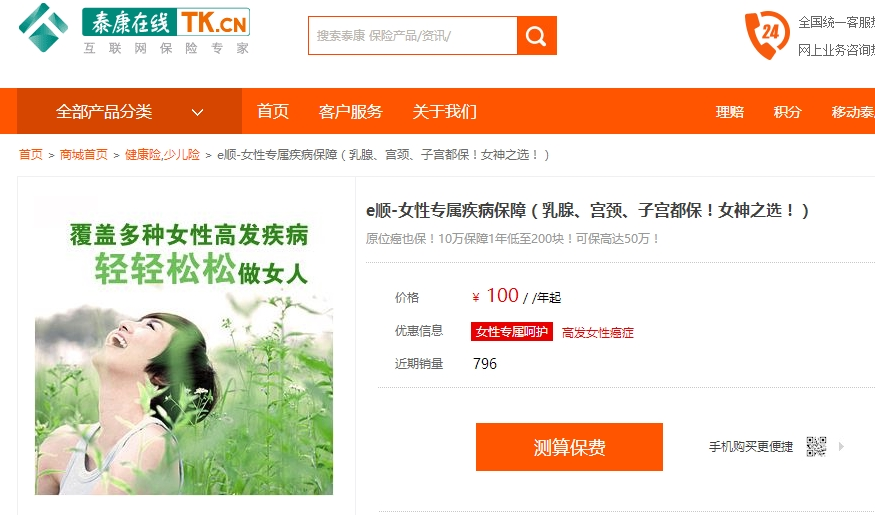 泰康在线 TK.CN
互联网保险专家
搜索泰康 保险产品/资讯/
24
全国统一客服热
网上业务咨询热
全部产品分类
首页
客户服务
关于我们
理赔
积分
移动泰
首页 > 商城首页 > 健康险,少儿险 > e顺-女性专属疾病保障（乳腺、宫颈、子宫都保！女神之选！）
覆盖多种女性高发疾病
轻轻松松做女人
e顺-女性专属疾病保障（乳腺、宫颈、子宫都保！女神之选！）
原位癌也保！10万保障1年低至200块！可保高达50万！
价格 ¥ 100 / /年起
优惠信息 女性专属呵护 高发女性癌症
近期销量 796
测算保费
手机购买更便捷